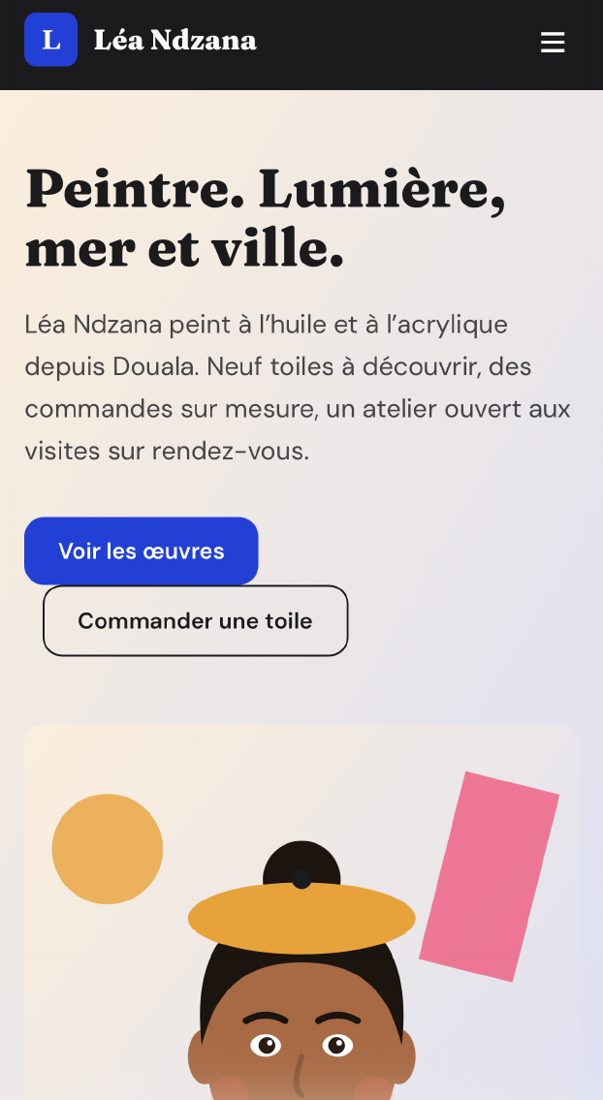 L Léa Ndzana
Peintre. Lumière,
mer et ville.
Léa Ndzana peint à l’huile et à l’acrylique
depuis Douala. Neuf toiles à découvrir, des
commandes sur mesure, un atelier ouvert aux
visites sur rendez-vous.
Voir les œuvres
Commander une toile